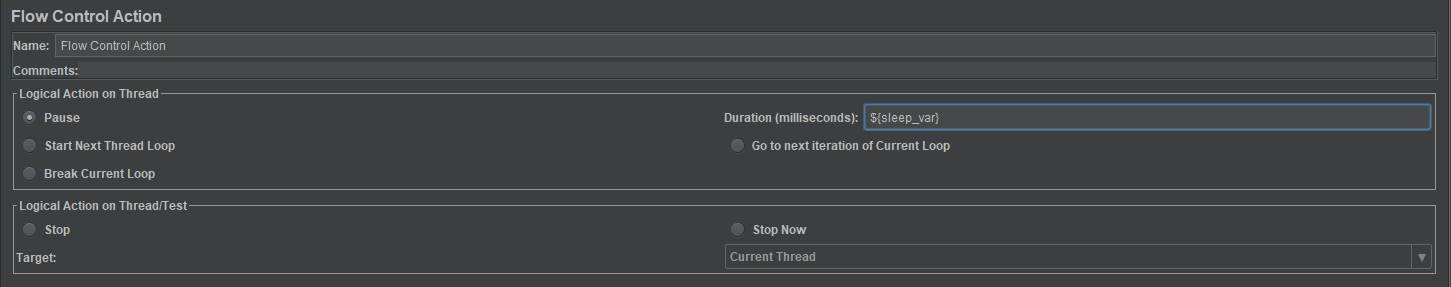 Flow Control Action
Name: Flow Control Action
Comments:
Logical Action on Thread
Pause Duration (milliseconds): ${sleep_var}
Start Next Thread Loop Go to next iteration of Current Loop
Break Current Loop
Logical Action on Thread/Test
Stop Stop Now
Target: Current Thread